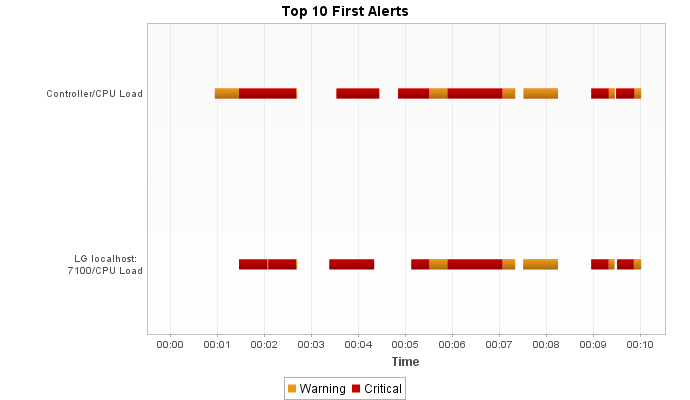 Top 10 First Alerts
Controller/CPU Load
LG localhost:
7100/CPU Load
00:00 00:01 00:02 00:03 00:04 00:05 00:06 00:07 00:08 00:09 00:10
Time
Warning Critical